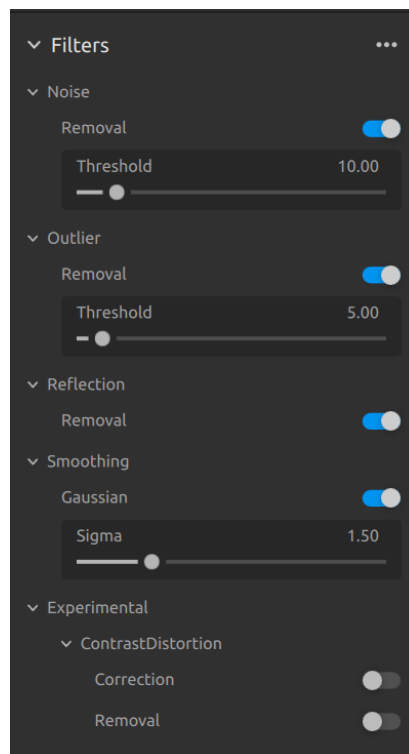 Filters
Noise
Removal
Threshold 10.00
Outlier
Removal
Threshold 5.00
Reflection
Removal
Smoothing
Gaussian
Sigma 1.50
Experimental
ContrastDistortion
Correction
Removal